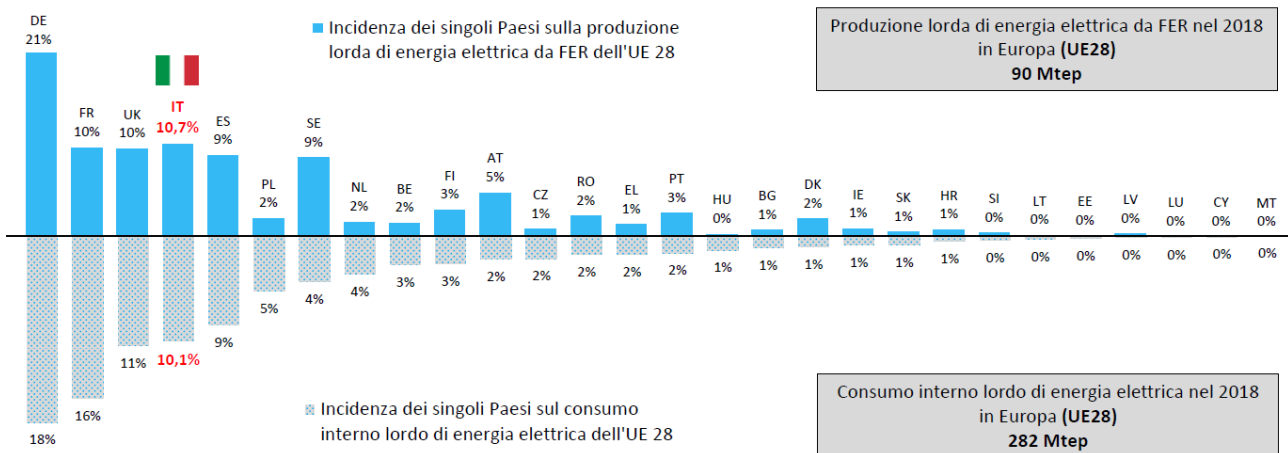 DE
21%
Incidenza dei singoli Paesi sulla produzione
lorda di energia elettrica da FER dell'UE 28
Produzione lorda di energia elettrica da FER nel 2018
in Europa (UE28)
90 Mtep
FR
10%
UK
10%
IT
10,7%
ES
9%
PL
2%
SE
9%
NL
2%
BE
2%
FI
3%
AT
5%
CZ
1%
RO
2%
EL
1%
PT
3%
HU
0%
BG
1%
DK
2%
IE
1%
SK
1%
HR
1%
SI
0%
LT
0%
EE
0%
LV
0%
LU
0%
CY
0%
MT
0%
18%
16%
11%
10,1%
9%
5%
4%
4%
3%
3%
2%
2%
2%
2%
2%
1%
1%
1%
1%
1%
1%
0%
0%
0%
0%
0%
0%
0%
Incidenza dei singoli Paesi sul consumo
interno lordo di energia elettrica dell'UE 28
Consumo interno lordo di energia elettrica nel 2018
in Europa (UE28)
282 Mtep